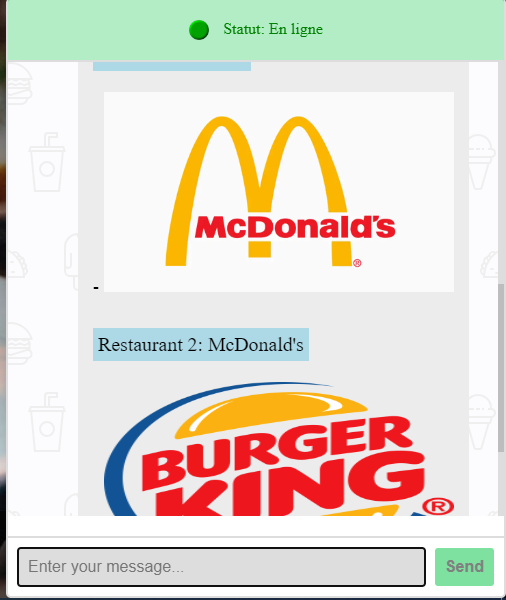 Statut: En ligne
McDonald's
®
-
Restaurant 2: McDonald's
BURGER
KING
®
Enter your message...
Send